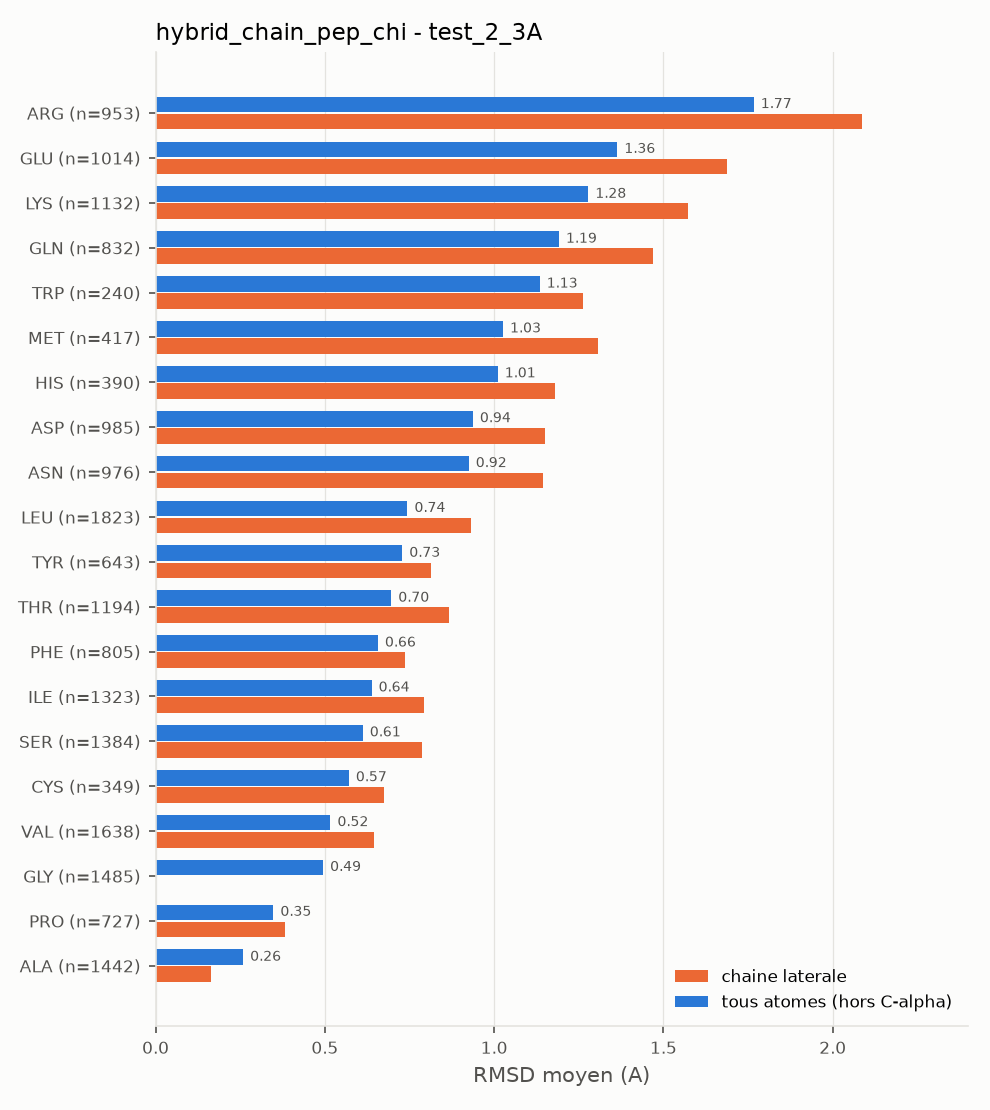 hybrid_chain_pep_chi - test_2_3A
ARG (n=953) 1.77
GLU (n=1014) 1.36
LYS (n=1132) 1.28
GLN (n=832) 1.19
TRP (n=240) 1.13
MET (n=417) 1.03
HIS (n=390) 1.01
ASP (n=985) 0.94
ASN (n=976) 0.92
LEU (n=1823) 0.74
TYR (n=643) 0.73
THR (n=1194) 0.70
PHE (n=805) 0.66
ILE (n=1323) 0.64
SER (n=1384) 0.61
CYS (n=349) 0.57
VAL (n=1638) 0.52
GLY (n=1485) 0.49
PRO (n=727) 0.35
ALA (n=1442) 0.26
chaine laterale
tous atomes (hors C-alpha)
0.0 0.5 1.0 1.5 2.0
RMSD moyen (A)